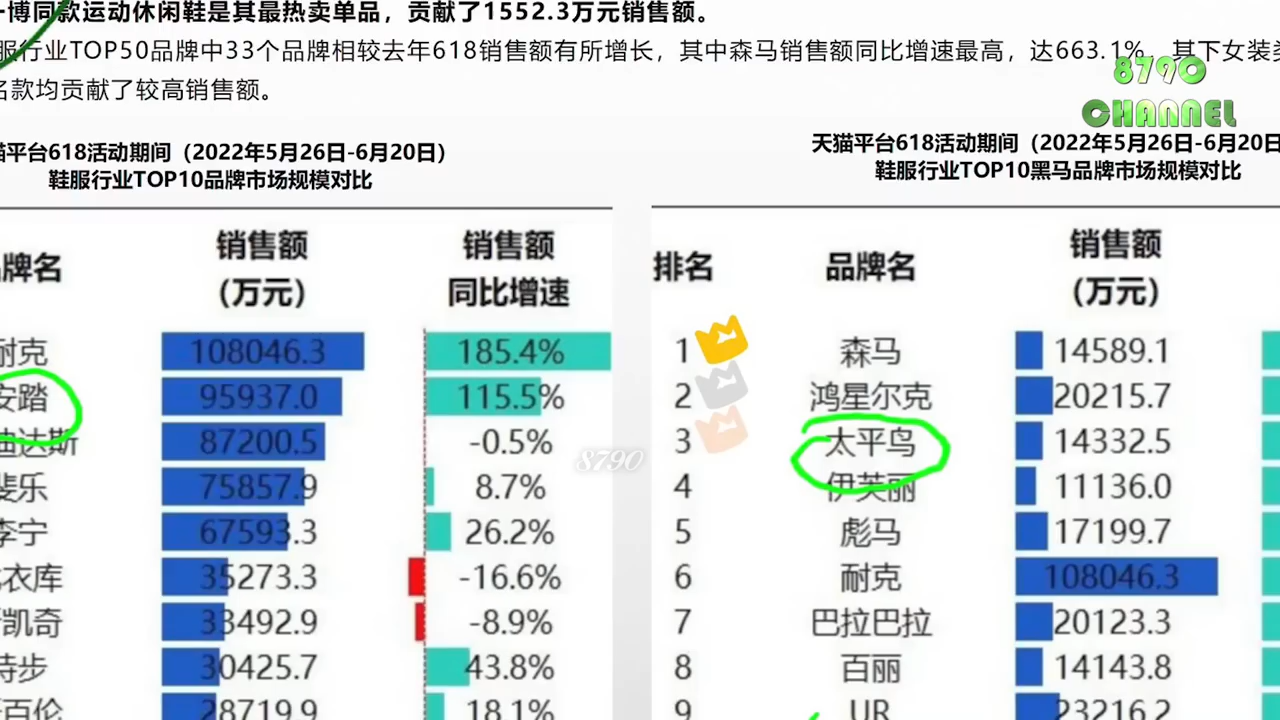 博同款运动休闲鞋是其最热卖单品，贡献了1552.3万元销售额。
服行业TOP50品牌中33个品牌相较去年618销售额有所增长，其中森马销售额同比增速最高，达663.1%，其下女装
名款均贡献了较高销售额。
8790
CHANNEL
猫平台618活动期间（2022年5月26日-6月20日）
鞋服行业TOP10品牌市场规模对比
品牌名 销售额（万元） 销售额同比增速
耐克 108046.3 185.4%
安踏 95937.0 115.5%
迪达斯 87200.5 -0.5%
斐乐 75857.9 8.7%
李宁 67593.3 26.2%
衣库 35273.3 -16.6%
凯奇 33492.9 -8.9%
特步 30425.7 43.8%
百伦 28719.9 18.1%
8790
天猫平台618活动期间（2022年5月26日-6月20日
鞋服行业TOP10黑马品牌市场规模对比
排名 品牌名 销售额（万元）
1 森马 14589.1
2 鸿星尔克 20215.7
3 太平鸟 14332.5
4 伊芙丽 11136.0
5 彪马 17199.7
6 耐克 108046.3
7 巴拉巴拉 20123.3
8 百丽 14143.8
9 UR 23216.2